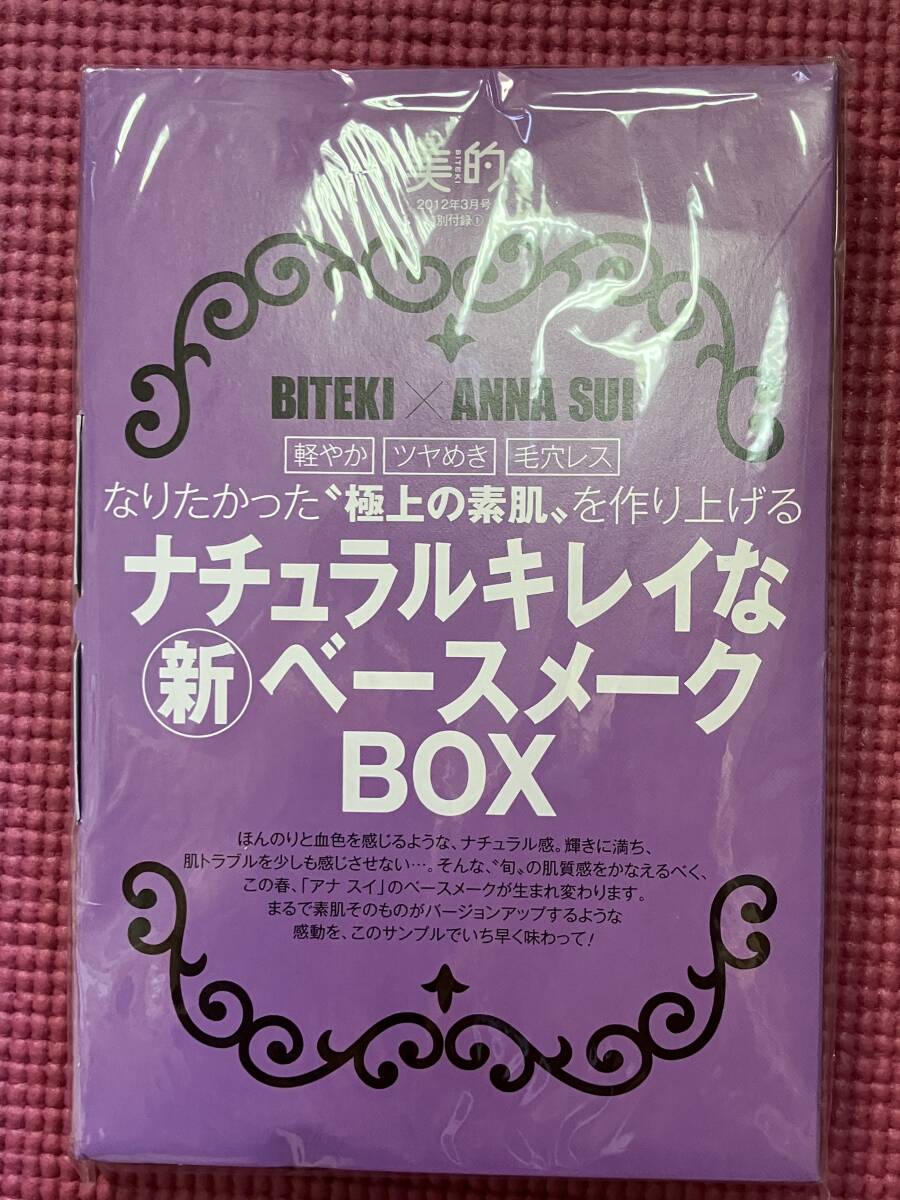 美的
BITEKI
2012年3月号
別付録①
BITEKI×ANNA SUI
軽やか ツヤめき 毛穴レス
なりたかった〝極上の素肌〟を作り上げる
ナチュラルキレイな
新ベースメーク
BOX
ほんのりと血色を感じるような、ナチュラル感。輝きに満ち、
肌トラブルを少しも感じさせない…。そんな、〝旬〟の肌質感をかなえるべく、
この春、「アナ スイ」のベースメークが生まれ変わります。
まるで素肌そのものがバージョンアップするような
感動を、このサンプルでいち早く味わって!